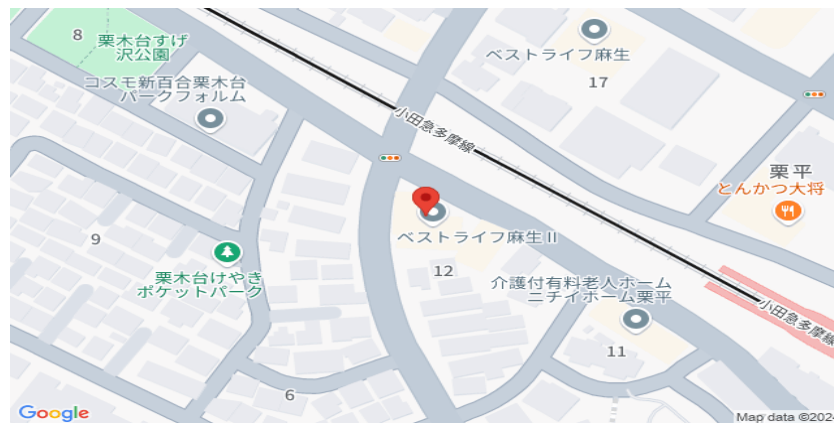 8
栗木台すげ
沢公園
コスモ新百合栗木台
パークフォルム
ベストライフ麻生
17
小田急多摩線
栗平
とんかつ大将
ベストライフ麻生Ⅱ
9
栗木台けやき
ポケットパーク
12
介護付有料老人ホーム
ニチイホーム栗平
小田急多摩線
11
6
Google
Map data ©2024